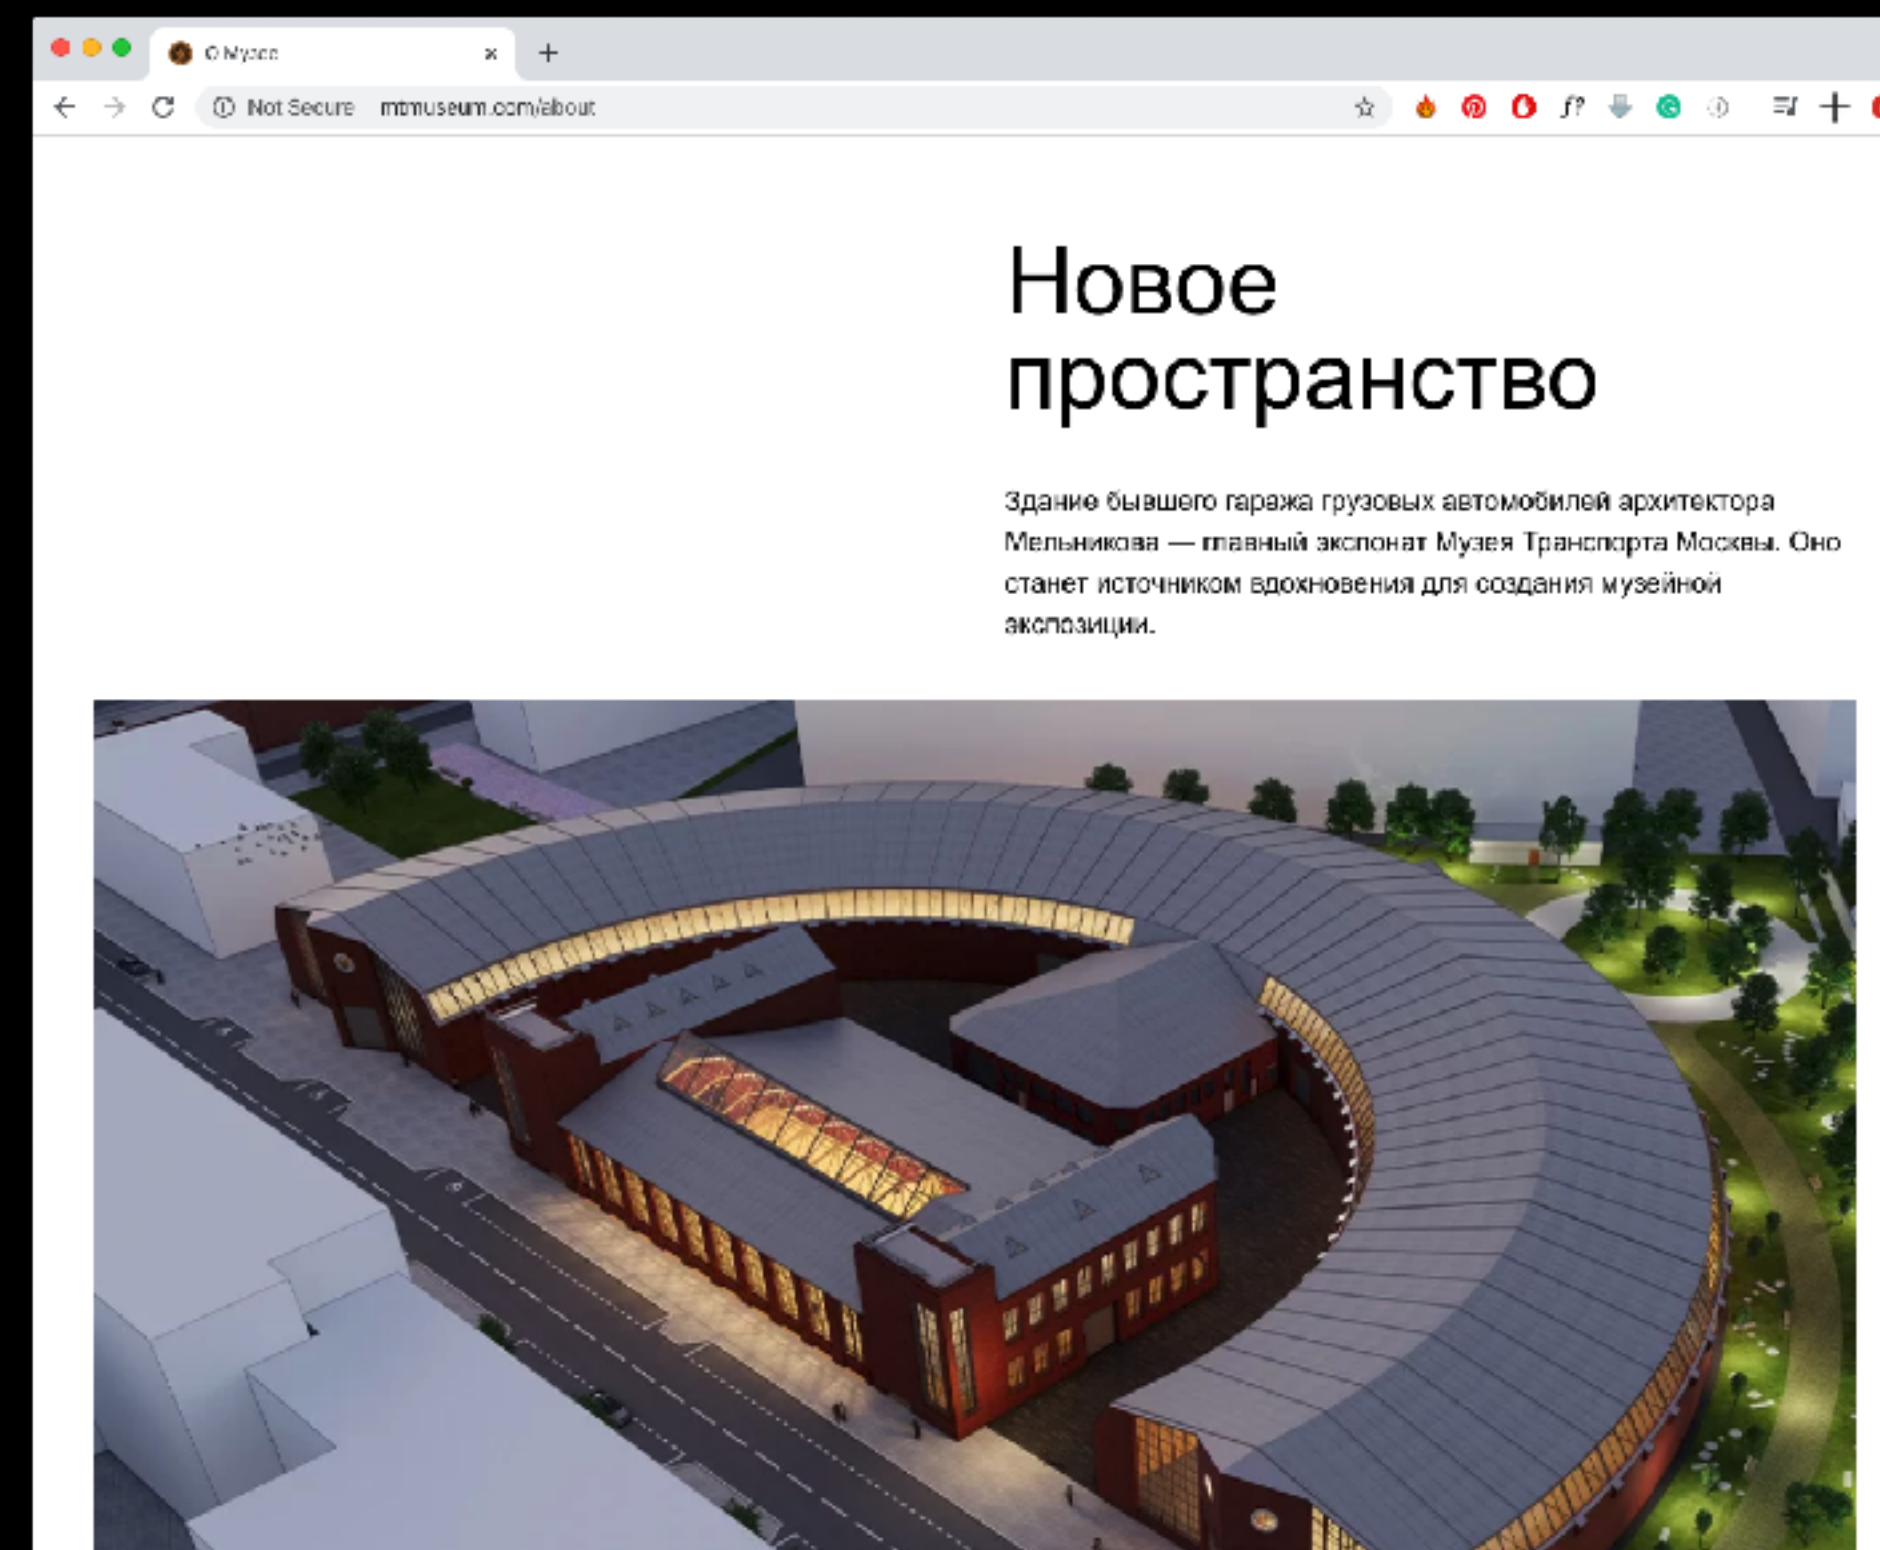 О Музее
Not Secure mtmuseum.com/about
f?
Новое
пространство
Здание бывшего гаража грузовых автомобилей архитектора
Мельникова — главный экспонат Музея Транспорта Москвы. Оно
станет источником вдохновения для создания музейной
экспозиции.